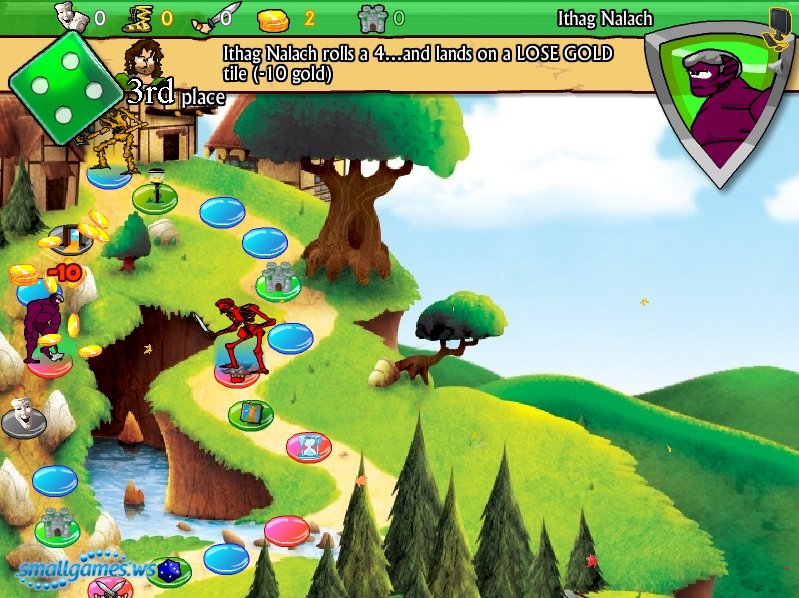 0 0 0 2 0 Ithag Nalach
Ithag Nalach rolls a 4...and lands on a LOSE GOLD
tile (-10 gold)
3rd place
-10
smallgames.ws